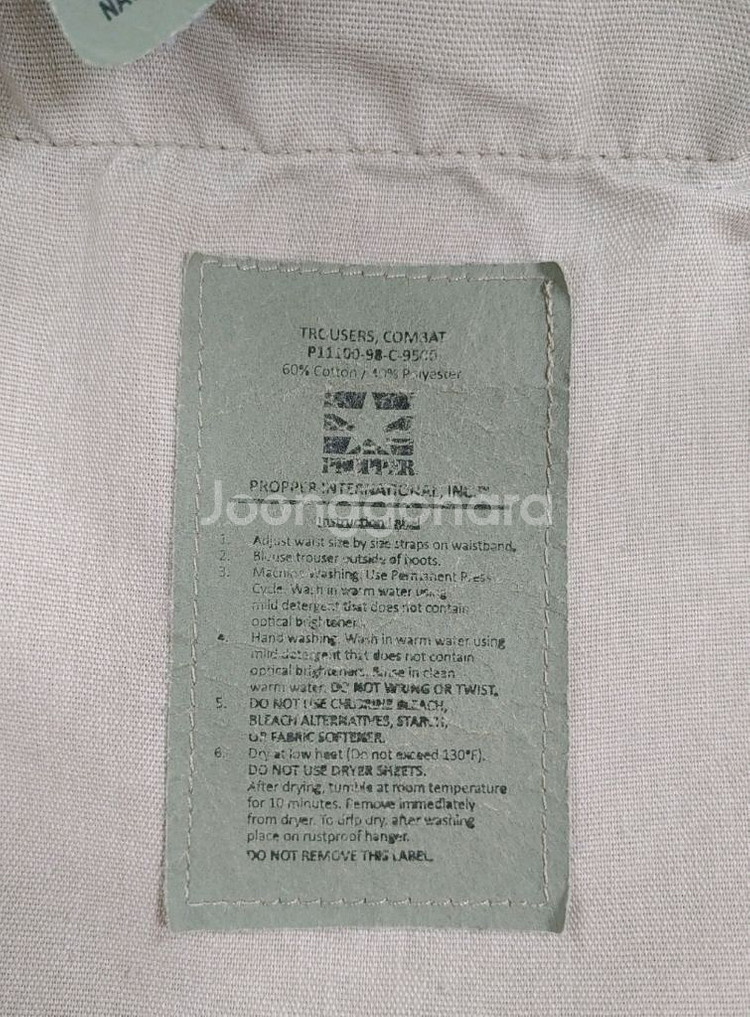 NA
TROUSERS, COMBAT
P11100-98-C-9500
60% Cotton / 40% Polyester
PROPPER
PROPPER INTERNATIONAL, INC.™
Joonggonara
Instruction
1. Adjust waist size by size straps on waistband.
2. Blouse trouser outside of boots.
3. Machine Washing: Use Permanent Press
Cycle. Wash in warm water using
mild detergent that does not contain
optical brighteners.
4. Hand washing. Wash in warm water using
mild detergent that does not contain
optical brighteners. Rinse in clean
warm water. DO NOT WRING OR TWIST.
5. DO NOT USE CHLORINE BLEACH,
BLEACH ALTERNATIVES, STARCH,
OR FABRIC SOFTENER.
6. Dry at low heat (Do not exceed 130°F).
DO NOT USE DRYER SHEETS.
After drying, tumble at room temperature
for 10 minutes. Remove immediately
from dryer. To drip dry, after washing
place on rustproof hanger.
DO NOT REMOVE THIS LABEL.